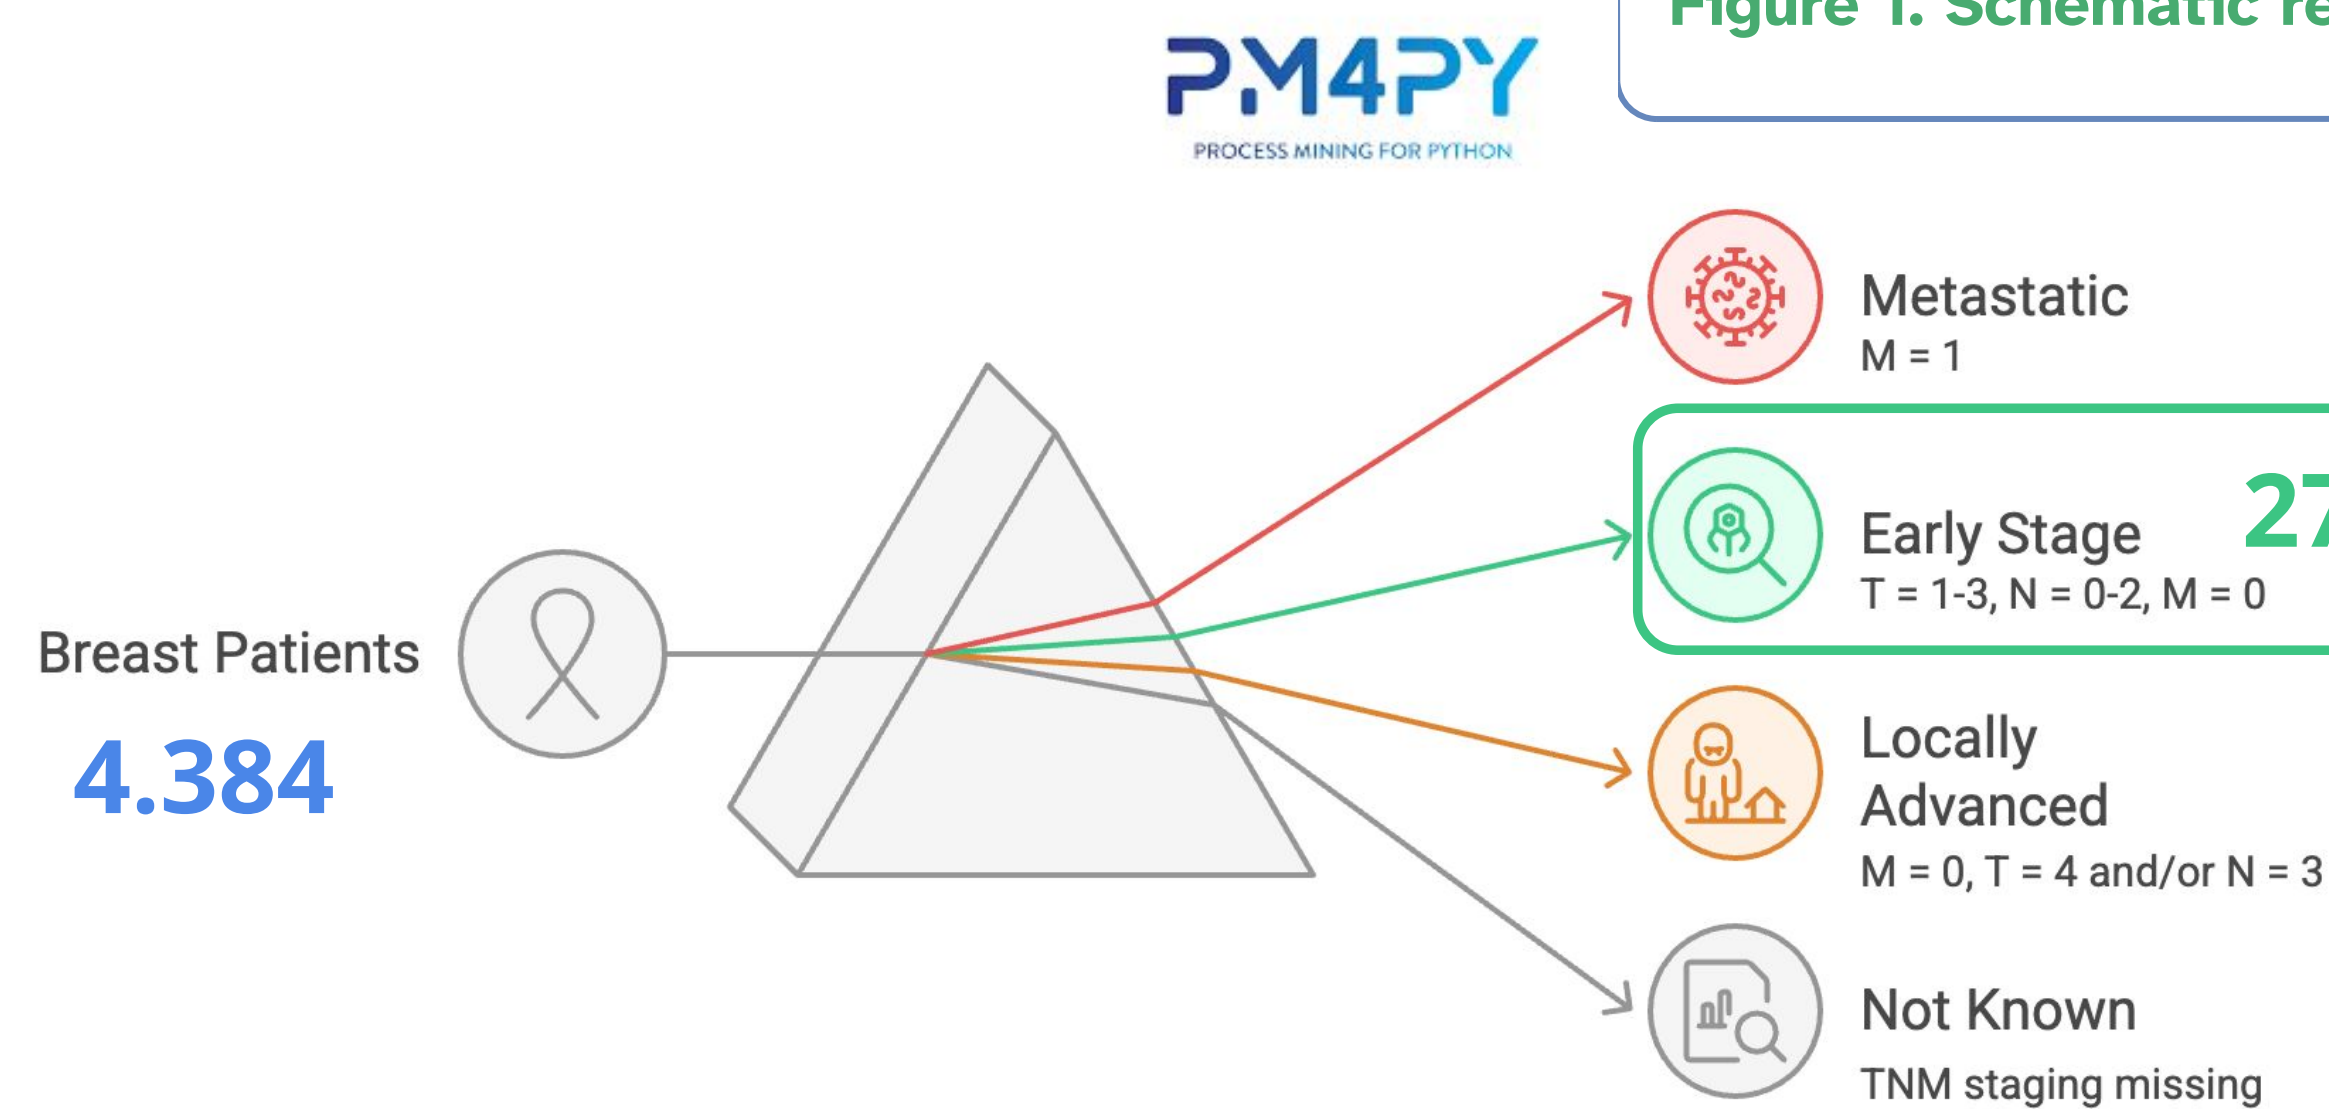 Figure 1. Schematic re
PM4PY
PROCESS MINING FOR PYTHON
Metastatic
M = 1
Early Stage
27
T = 1-3, N = 0-2, M = 0
Breast Patients
4.384
Locally
Advanced
M = 0, T = 4 and/or N = 3
Not Known
TNM staging missing